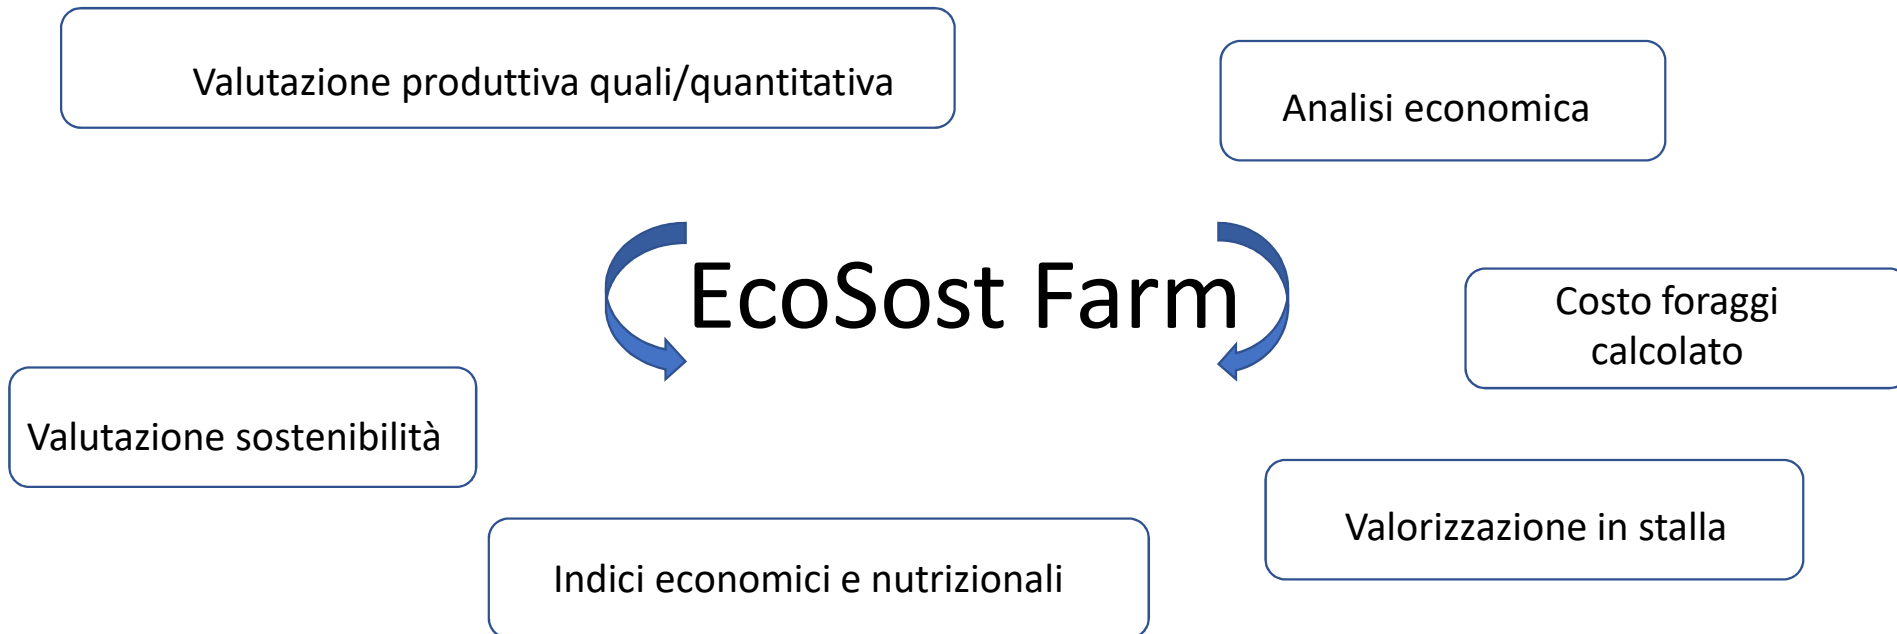 Valutazione produttiva quali/quantitativa
Analisi economica
EcoSost Farm
Costo foraggi
calcolato
Valutazione sostenibilità
Valorizzazione in stalla
Indici economici e nutrizionali